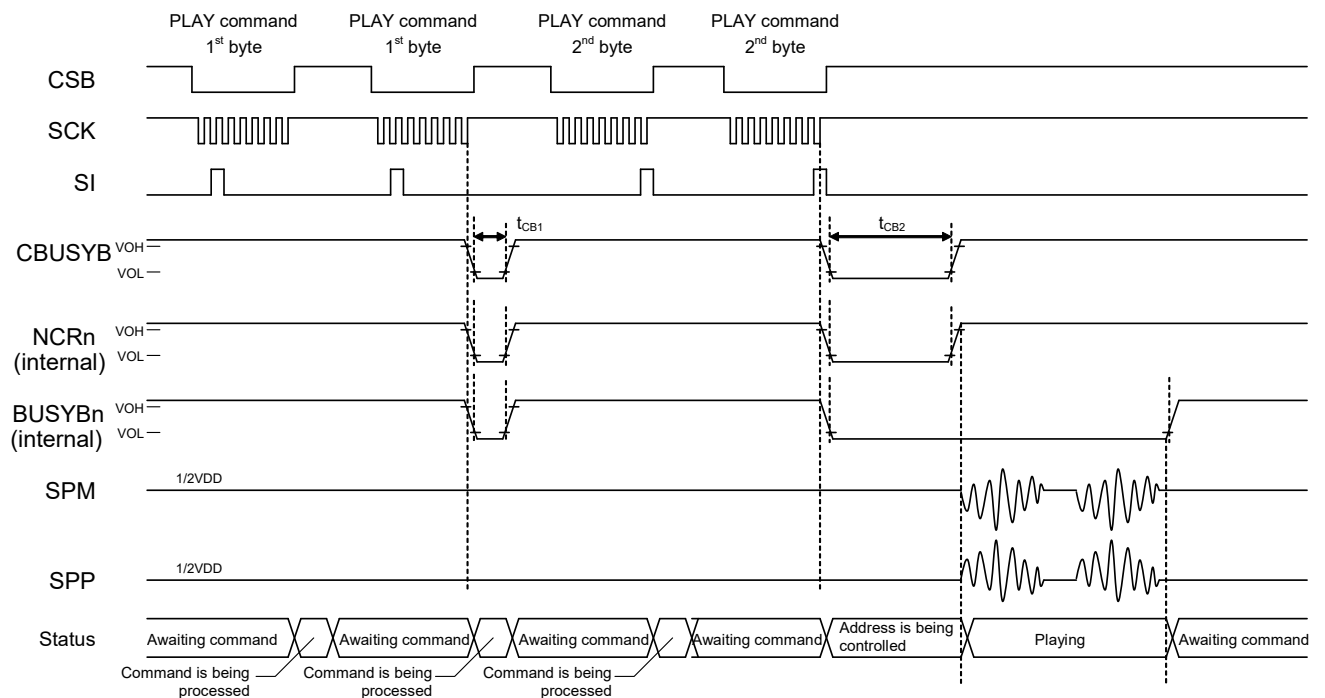 PLAY command
1st byte
PLAY command
1st byte
PLAY command
2nd byte
PLAY command
2nd byte
CSB
SCK
SI
tCB1
tCB2
CBUSYB
VOH
VOL
NCRn
(internal)
VOH
VOL
BUSYBn
(internal)
VOH
VOL
SPM
1/2VDD
SPP
1/2VDD
Status
Awaiting command
Awaiting command
Awaiting command
Awaiting command
Address is being
controlled
Playing
Awaiting command
Command is being
processed
Command is being
processed
Command is being
processed